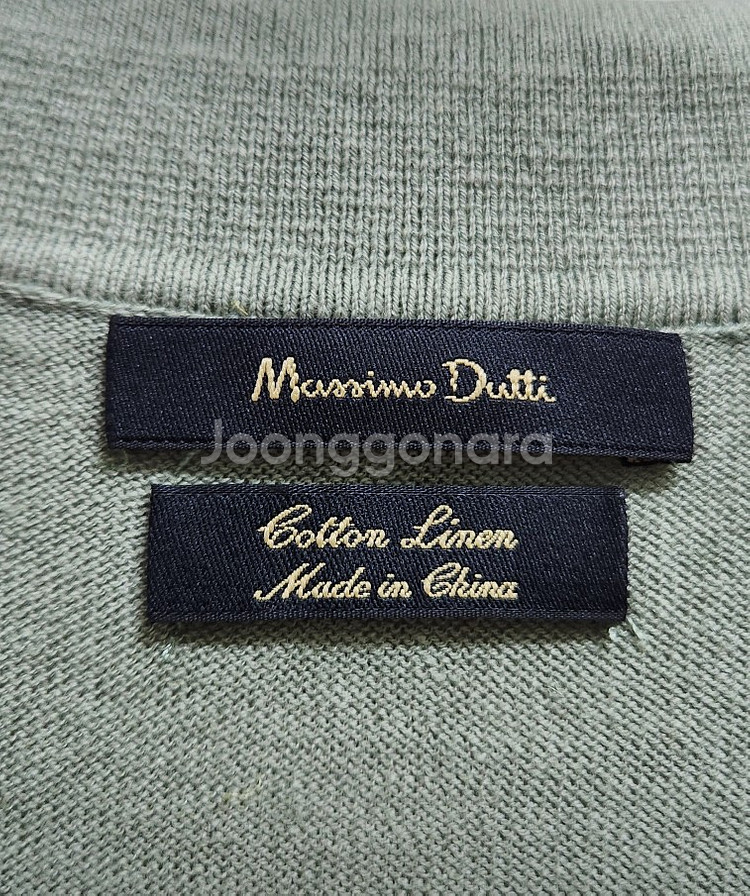 Massimo Dutti
Joonggonara
Cotton Linen
Made in China